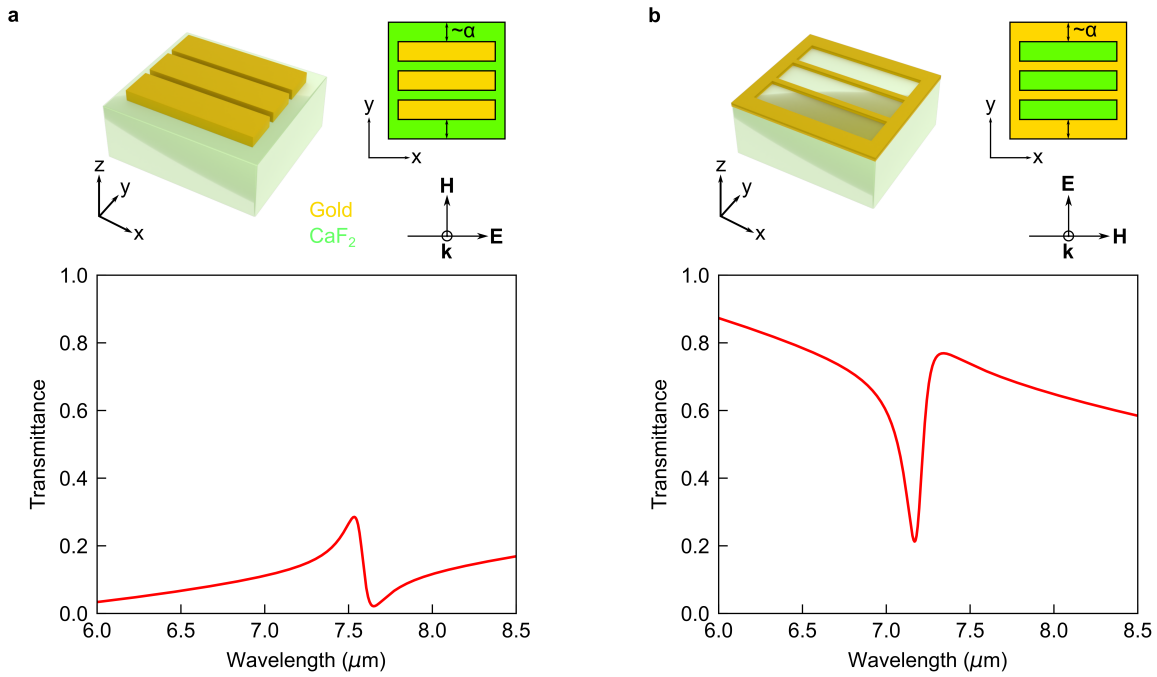 a
~α
y
x
z
y
x
Gold
CaF₂
H
E
k
1.0
0.8
0.6
0.4
0.2
0.0
Transmittance
6.0 6.5 7.0 7.5 8.0 8.5
Wavelength (μm)
b
~α
y
x
z
y
x
E
H
k
1.0
0.8
0.6
0.4
0.2
0.0
Transmittance
6.0 6.5 7.0 7.5 8.0 8.5
Wavelength (μm)